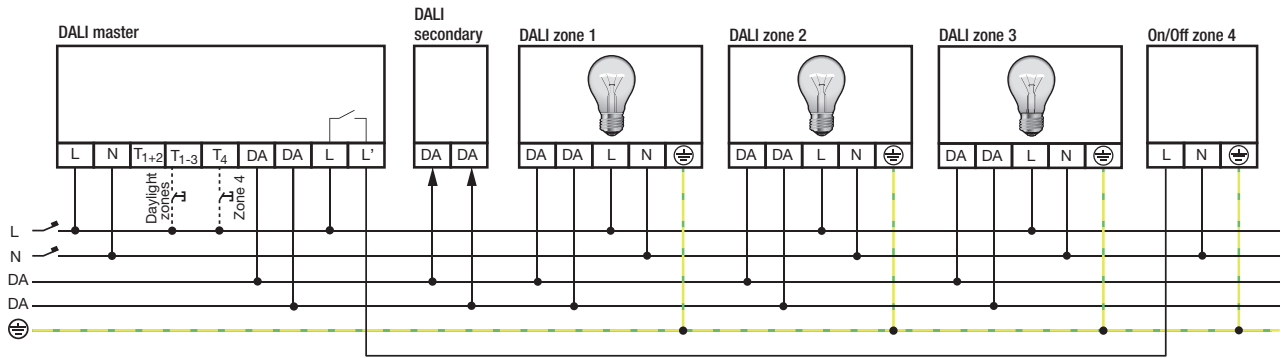 DALI master
DALI
secondary
DALI zone 1
DALI zone 2
DALI zone 3
On/Off zone 4
L N T1+2 T1-3 T4 DA DA L L'
DA DA
DA DA L N
DA DA L N
DA DA L N
L N
Daylight
zones
Zone 4
L
N
DA
DA